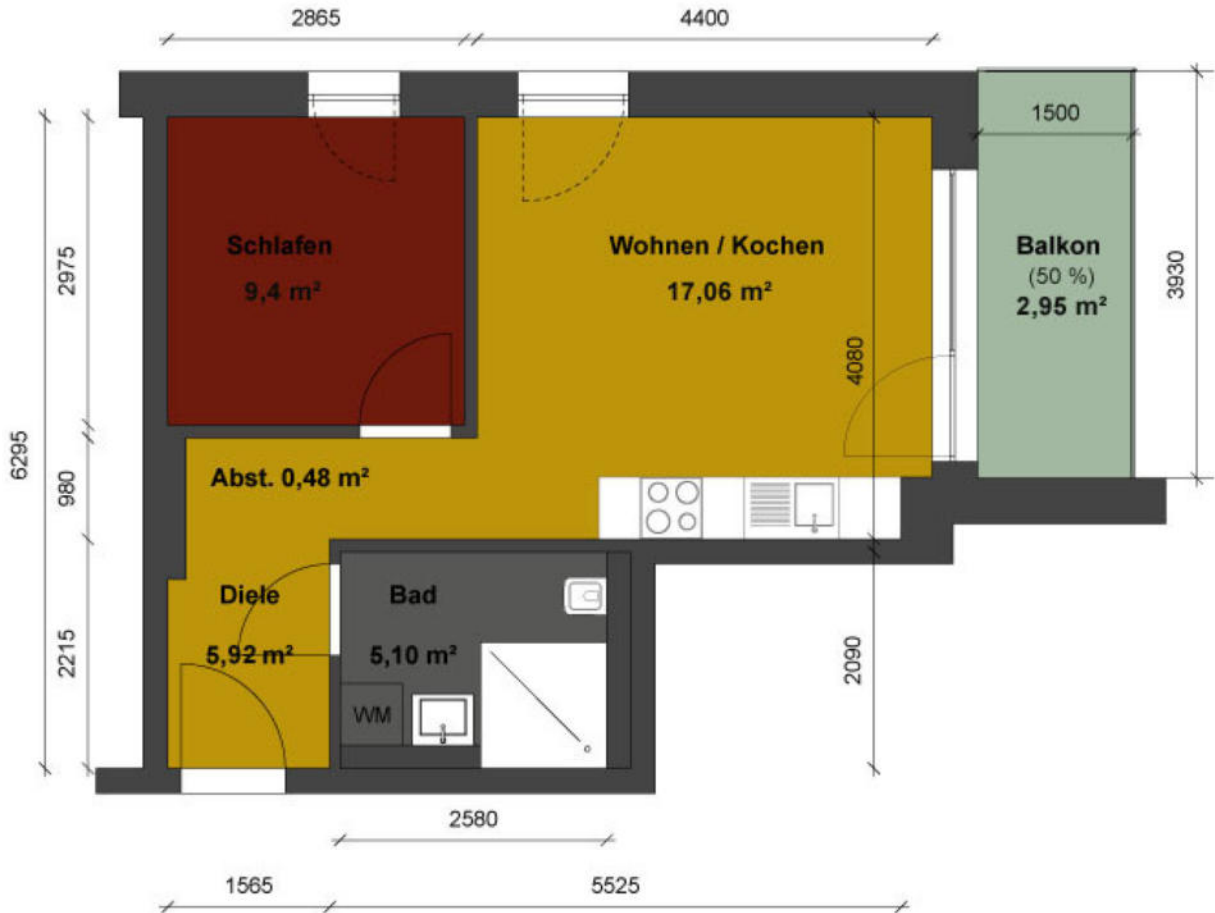 2865
4400
1500
Schlafen
9,4 m²
Wohnen / Kochen
17,06 m²
Balkon
(50 %)
2,95 m²
3930
2975
4080
6295
980
Abst. 0,48 m²
Diele
5,92 m²
Bad
5,10 m²
2215
2090
WM
2580
1565
5525